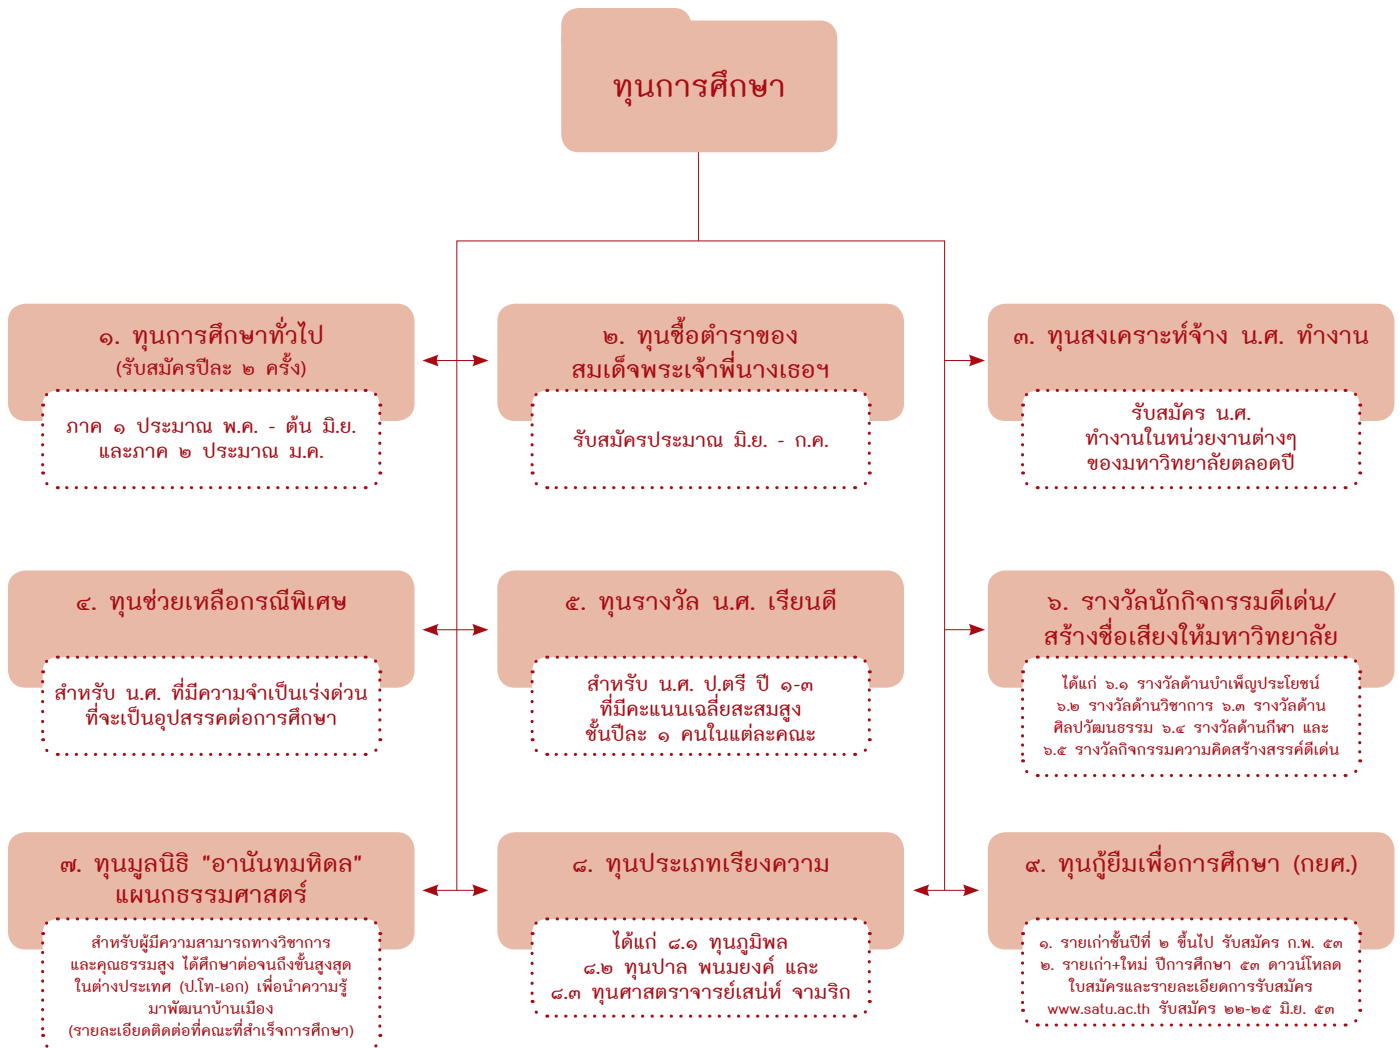 ทุนการศึกษา
๑. ทุนการศึกษาทั่วไป
(รับสมัครปีละ ๒ ครั้ง)
ภาค ๑ ประมาณ พ.ค. - ต้น มิ.ย.
และภาค ๒ ประมาณ ม.ค.
๒. ทุนซื้อตำราของ
สมเด็จพระเจ้าพี่นางเธอฯ
รับสมัครประมาณ มิ.ย. - ก.ค.
๓. ทุนสงเคราะห์จ้าง น.ศ. ทำงาน
รับสมัคร น.ศ.
ทำงานในหน่วยงานต่างๆ
ของมหาวิทยาลัยตลอดปี
๔. ทุนช่วยเหลือกรณีพิเศษ
สำหรับ น.ศ. ที่มีความจำเป็นเร่งด่วน
ที่จะเป็นอุปสรรคต่อการศึกษา
๕. ทุนรางวัล น.ศ. เรียนดี
สำหรับ น.ศ. ป.ตรี ปี ๑-๓
ที่มีคะแนนเฉลี่ยสะสมสูง
ชั้นปีละ ๑ คนในแต่ละคณะ
๖. รางวัลนักกิจกรรมดีเด่น/
สร้างชื่อเสียงให้มหาวิทยาลัย
ได้แก่ ๖.๑ รางวัลด้านบำเพ็ญประโยชน์
๖.๒ รางวัลด้านวิชาการ ๖.๓ รางวัลด้าน
ศิลปวัฒนธรรม ๖.๔ รางวัลด้านกีฬา และ
๖.๕ รางวัลกิจกรรมความคิดสร้างสรรค์ดีเด่น
๗. ทุนมูลนิธิ "อานันทมหิดล"
แผนกธรรมศาสตร์
สำหรับผู้มีความสามารถทางวิชาการ
และคุณธรรมสูง ได้ศึกษาต่อจนถึงขั้นสูงสุด
ในต่างประเทศ (ป.โท-เอก) เพื่อนำความรู้
มาพัฒนาบ้านเมือง
(รายละเอียดติดต่อที่คณะที่สำเร็จการศึกษา)
๘. ทุนประเภทเรียงความ
ได้แก่ ๘.๑ ทุนภูมิพล
๘.๒ ทุนปาล พนมยงค์ และ
๘.๓ ทุนศาสตราจารย์เสน่ห์ จามริก
๙. ทุนกู้ยืมเพื่อการศึกษา (กยศ.)
๑. รายเก่าชั้นปีที่ ๒ ขึ้นไป รับสมัคร ก.พ. ๕๓
๒. รายเก่า+ใหม่ ปีการศึกษา ๕๓ ดาวน์โหลด
ใบสมัครและรายละเอียดการรับสมัคร
www.satu.ac.th รับสมัคร ๒๒-๒๕ มิ.ย. ๕๓